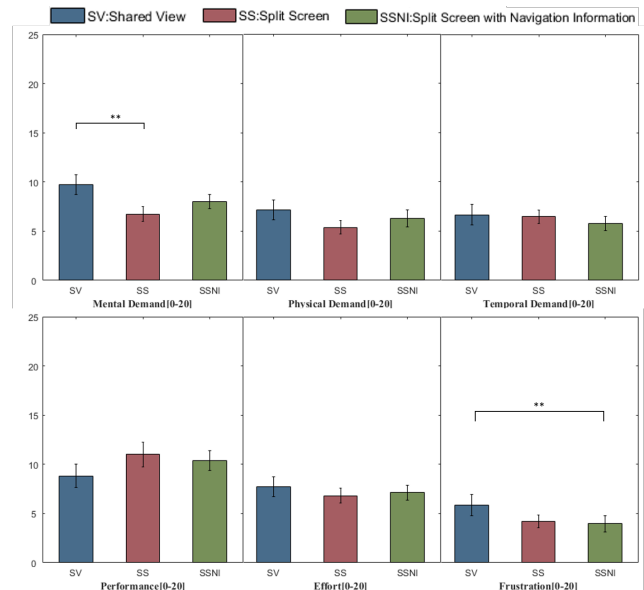 SV:Shared View SS:Split Screen SSNI:Split Screen with Navigation Information
25
20
15
10
5
0
**
SV SS SSNI SV SS SSNI SV SS SSNI
Mental Demand[0-20] Physical Demand[0-20] Temporal Demand[0-20]
25
20
15
10
5
0
**
SV SS SSNI SV SS SSNI SV SS SSNI
Performance[0-20] Effort[0-20] Frustration[0-20]